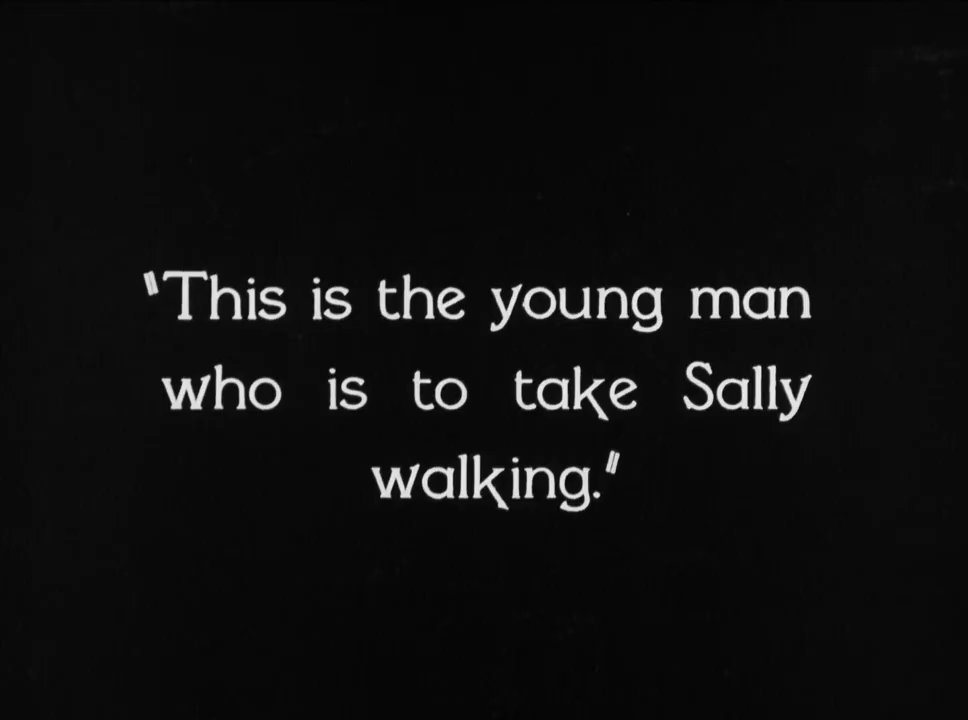 "This is the young man
who is to take Sally
walking."